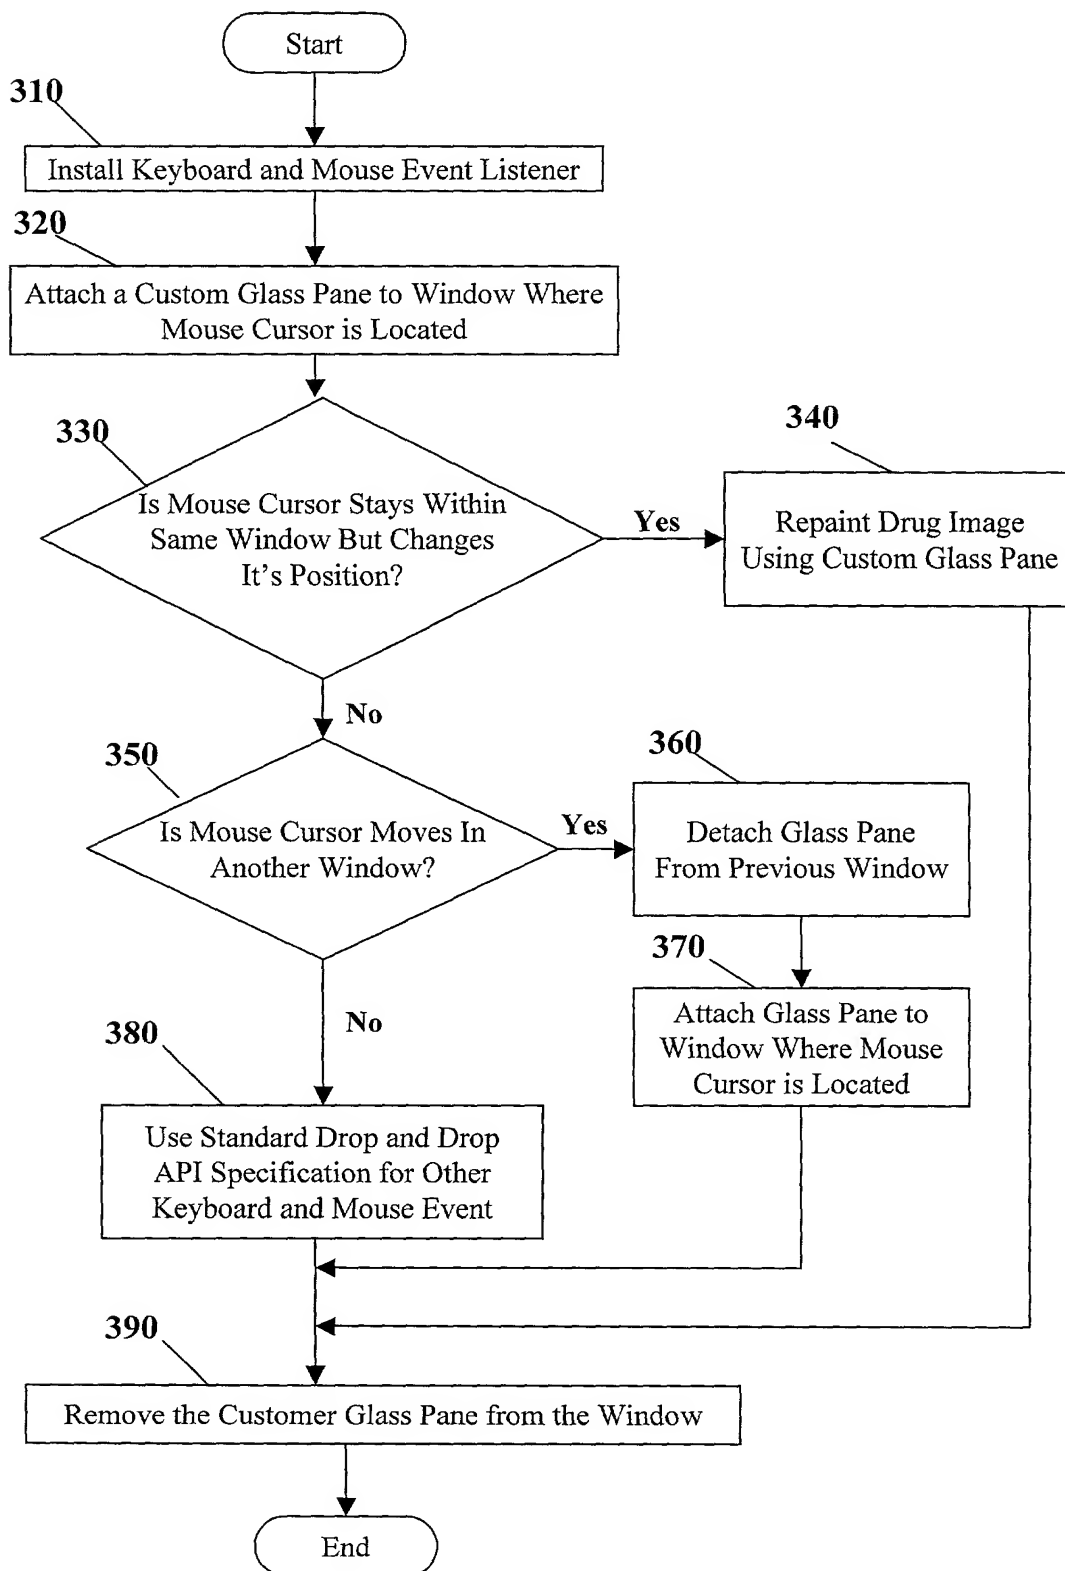 Start
310
Install Keyboard and Mouse Event Listener
320
Attach a Custom Glass Pane to Window Where
Mouse Cursor is Located
330
Is Mouse Cursor Stays Within
Same Window But Changes
It's Position?
Yes
340
Repaint Drug Image
Using Custom Glass Pane
No
350
Is Mouse Cursor Moves In
Another Window?
Yes
360
Detach Glass Pane
From Previous Window
370
Attach Glass Pane to
Window Where Mouse
Cursor is Located
No
380
Use Standard Drop and Drop
API Specification for Other
Keyboard and Mouse Event
390
Remove the Customer Glass Pane from the Window
End